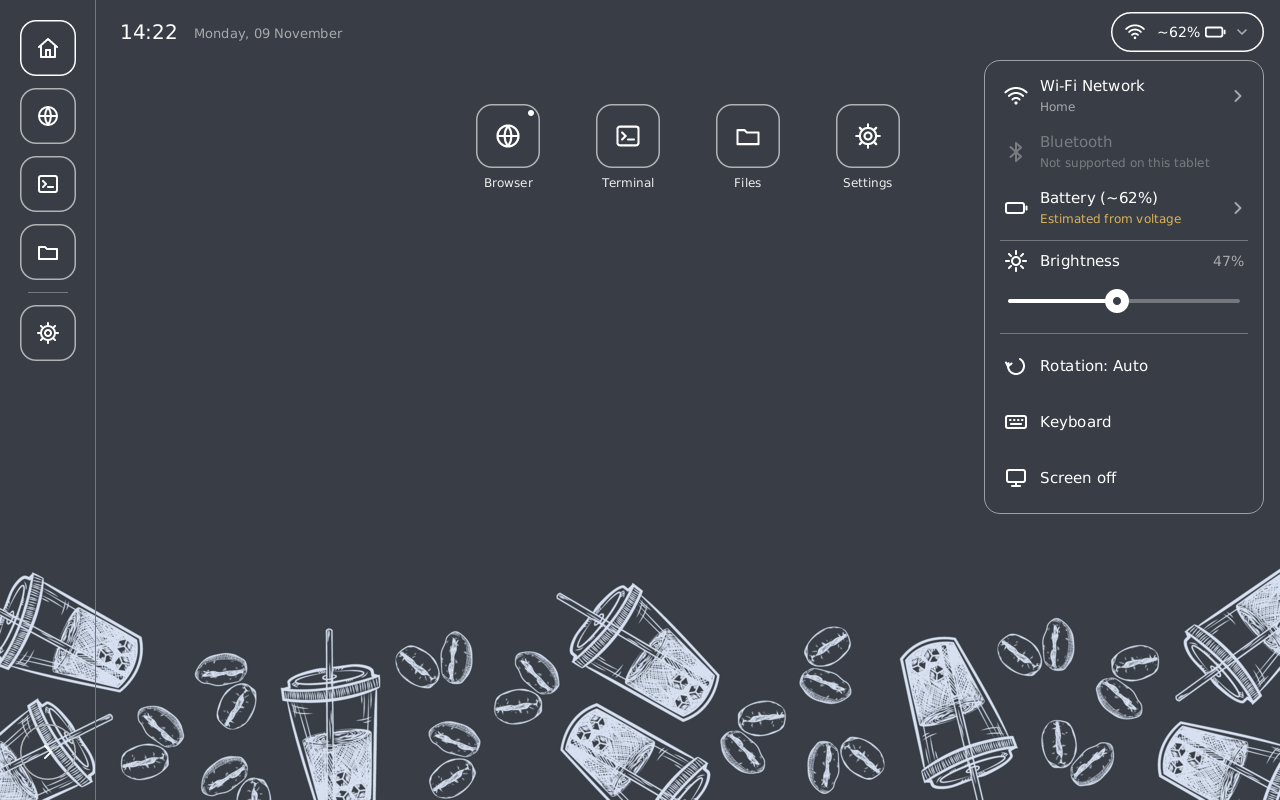 14:22 Monday, 09 November
~62%
Browser
Terminal
Files
Settings
Wi-Fi Network
Home
Bluetooth
Not supported on this tablet
Battery (~62%)
Estimated from voltage
Brightness 47%
Rotation: Auto
Keyboard
Screen off